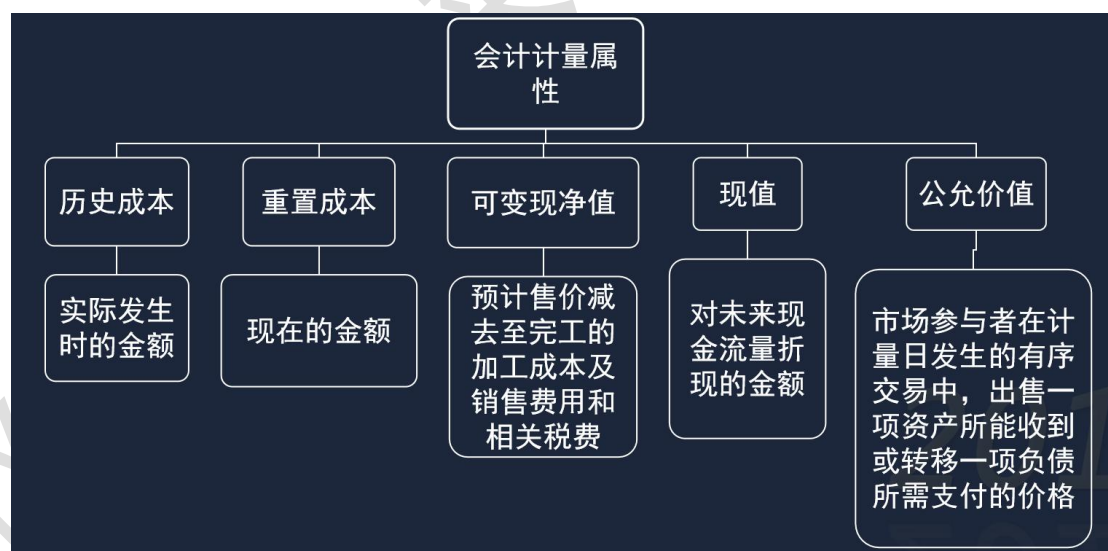 会计计量属
性
历史成本
重置成本
可变现净值
现值
公允价值
实际发生
时的金额
现在的金额
预计售价减
去至完工的
加工成本及
销售费用和
相关税费
对未来现
金流量折
现的金额
市场参与者在计
量日发生的有序
交易中，出售一
项资产所能收到
或转移一项负债
所需支付的价格